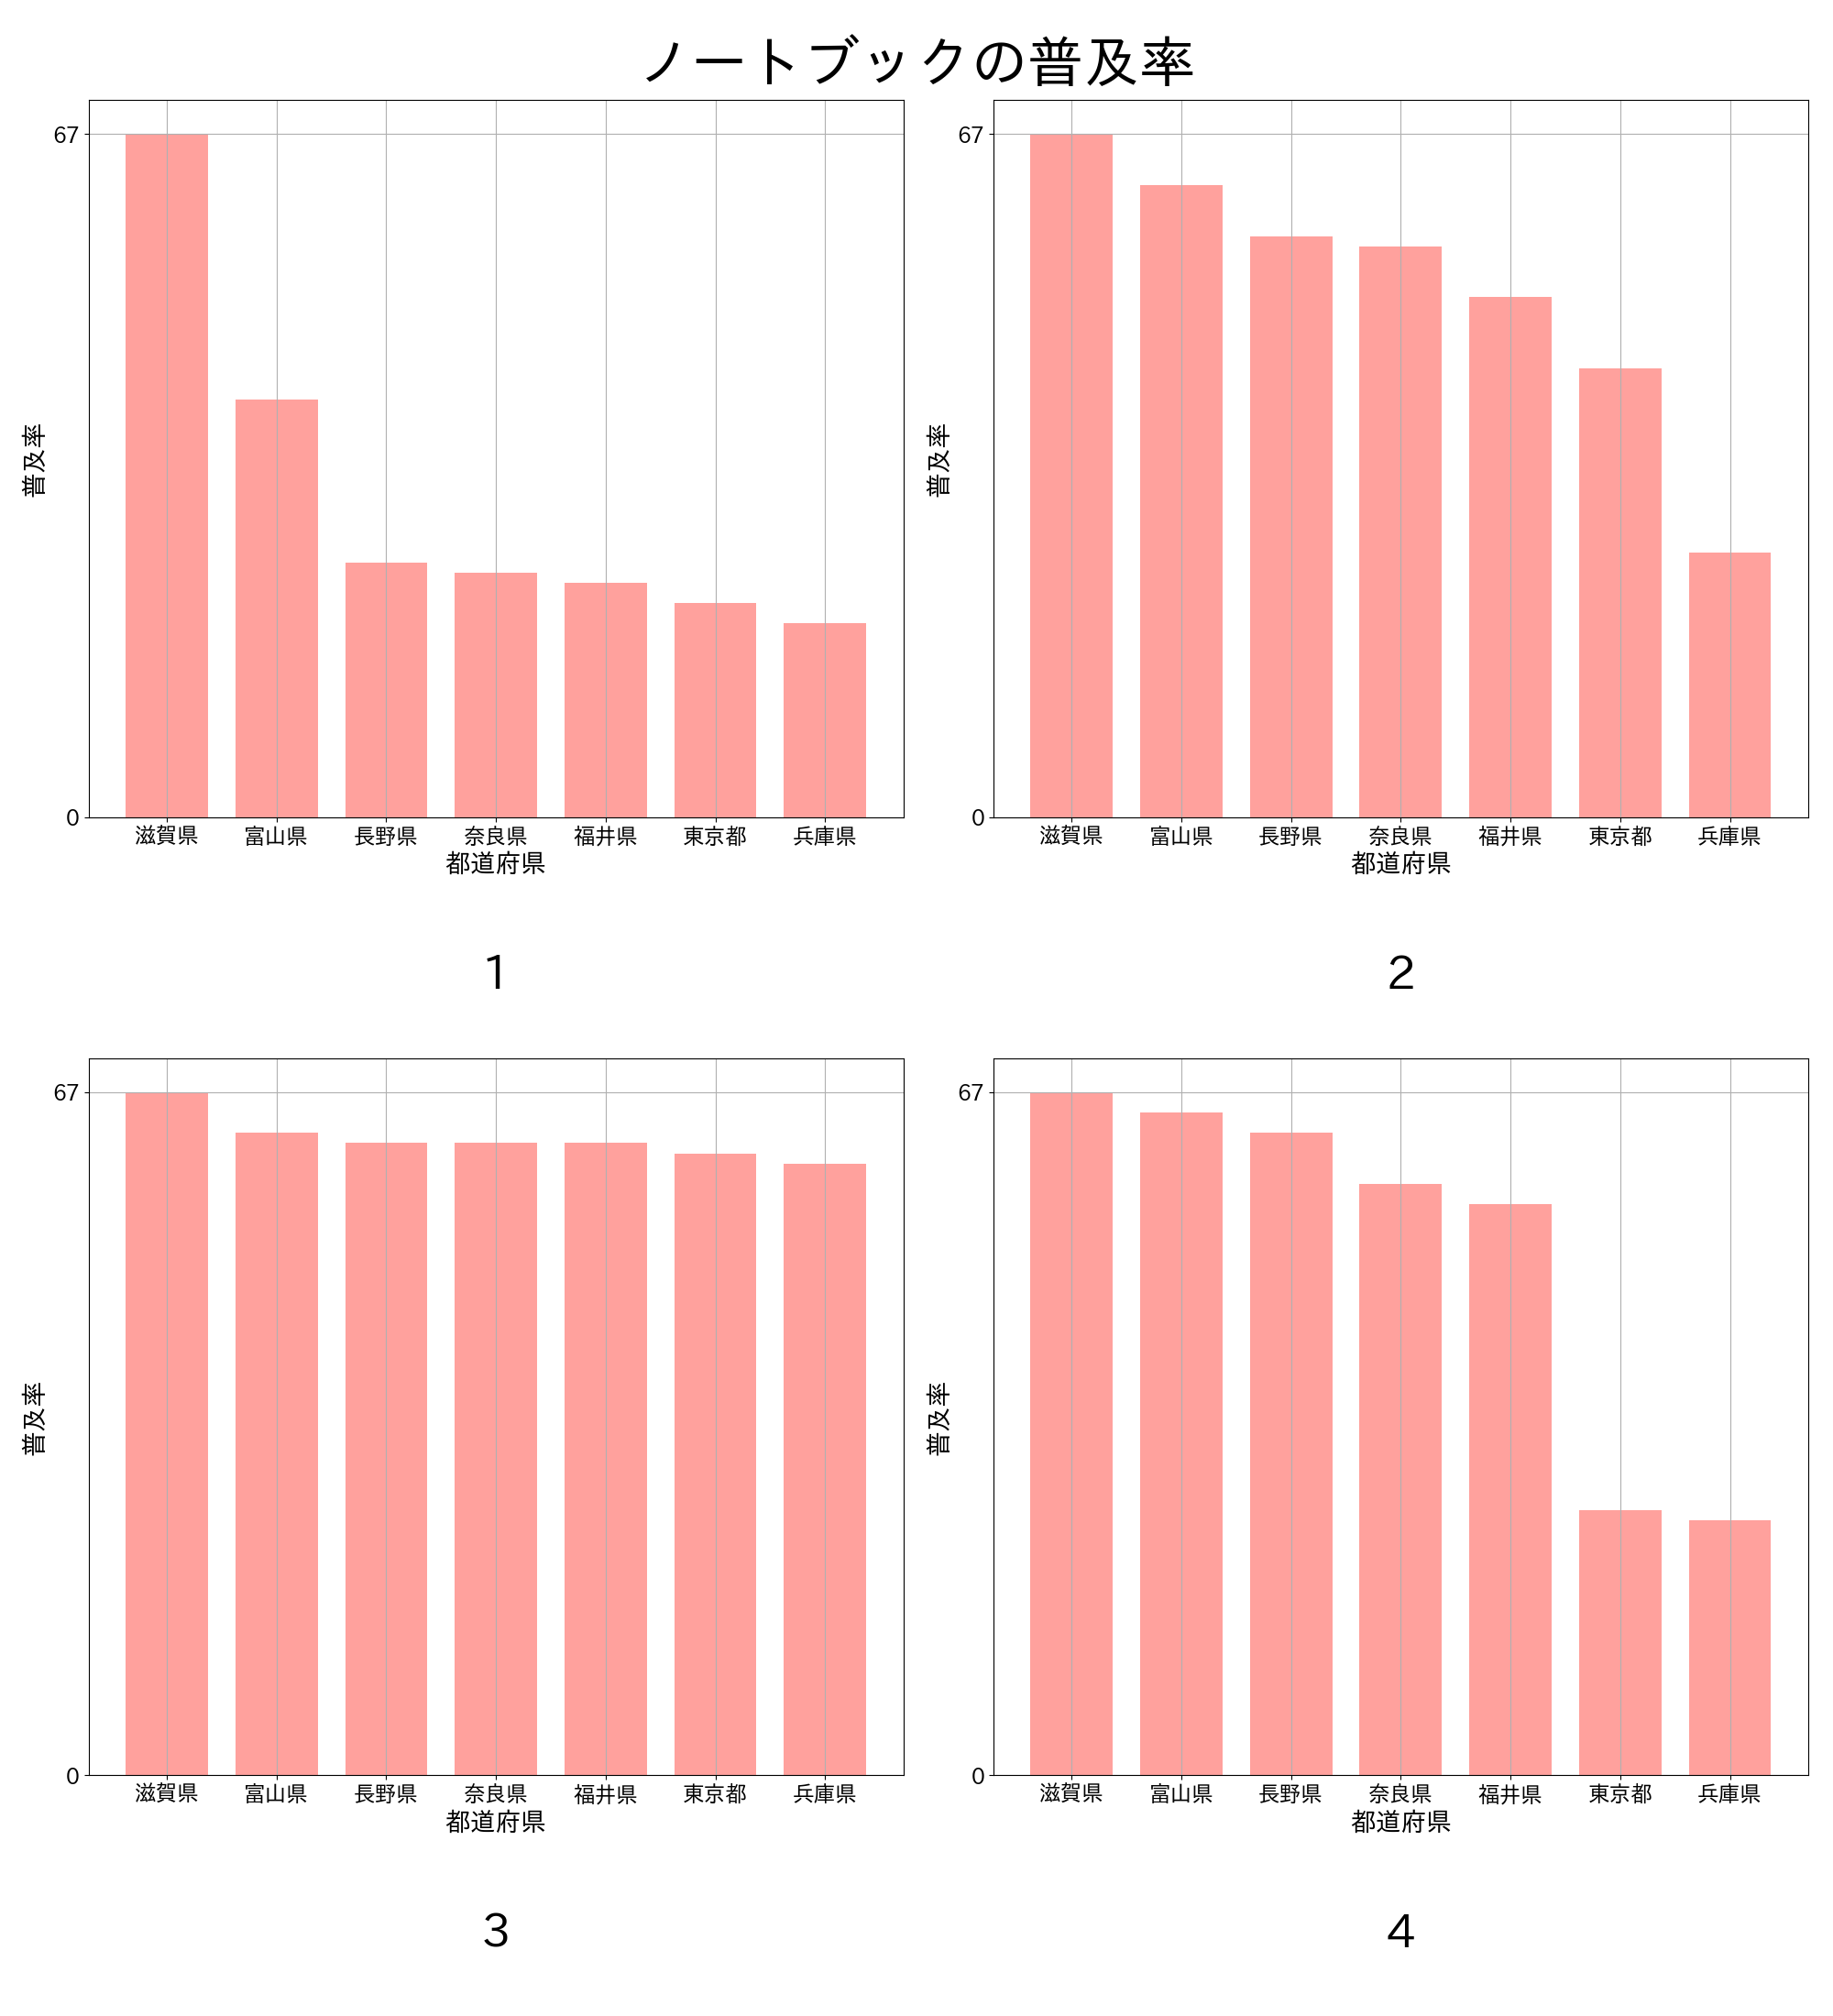 ノートブックの普及率
67
普及率
0
滋賀県 富山県 長野県 奈良県 福井県 東京都 兵庫県
都道府県
1
67
普及率
0
滋賀県 富山県 長野県 奈良県 福井県 東京都 兵庫県
都道府県
2
67
普及率
0
滋賀県 富山県 長野県 奈良県 福井県 東京都 兵庫県
都道府県
3
67
普及率
0
滋賀県 富山県 長野県 奈良県 福井県 東京都 兵庫県
都道府県
4